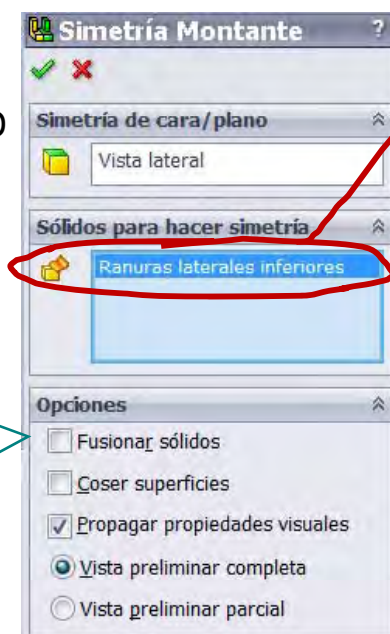 Simetría Montante ?
Simetría de cara/plano
Vista lateral
Sólidos para hacer simetría
Ranuras laterales inferiores
Opciones
Fusionar sólidos
Coser superficies
Propagar propiedades visuales
Vista preliminar completa
Vista preliminar parcial